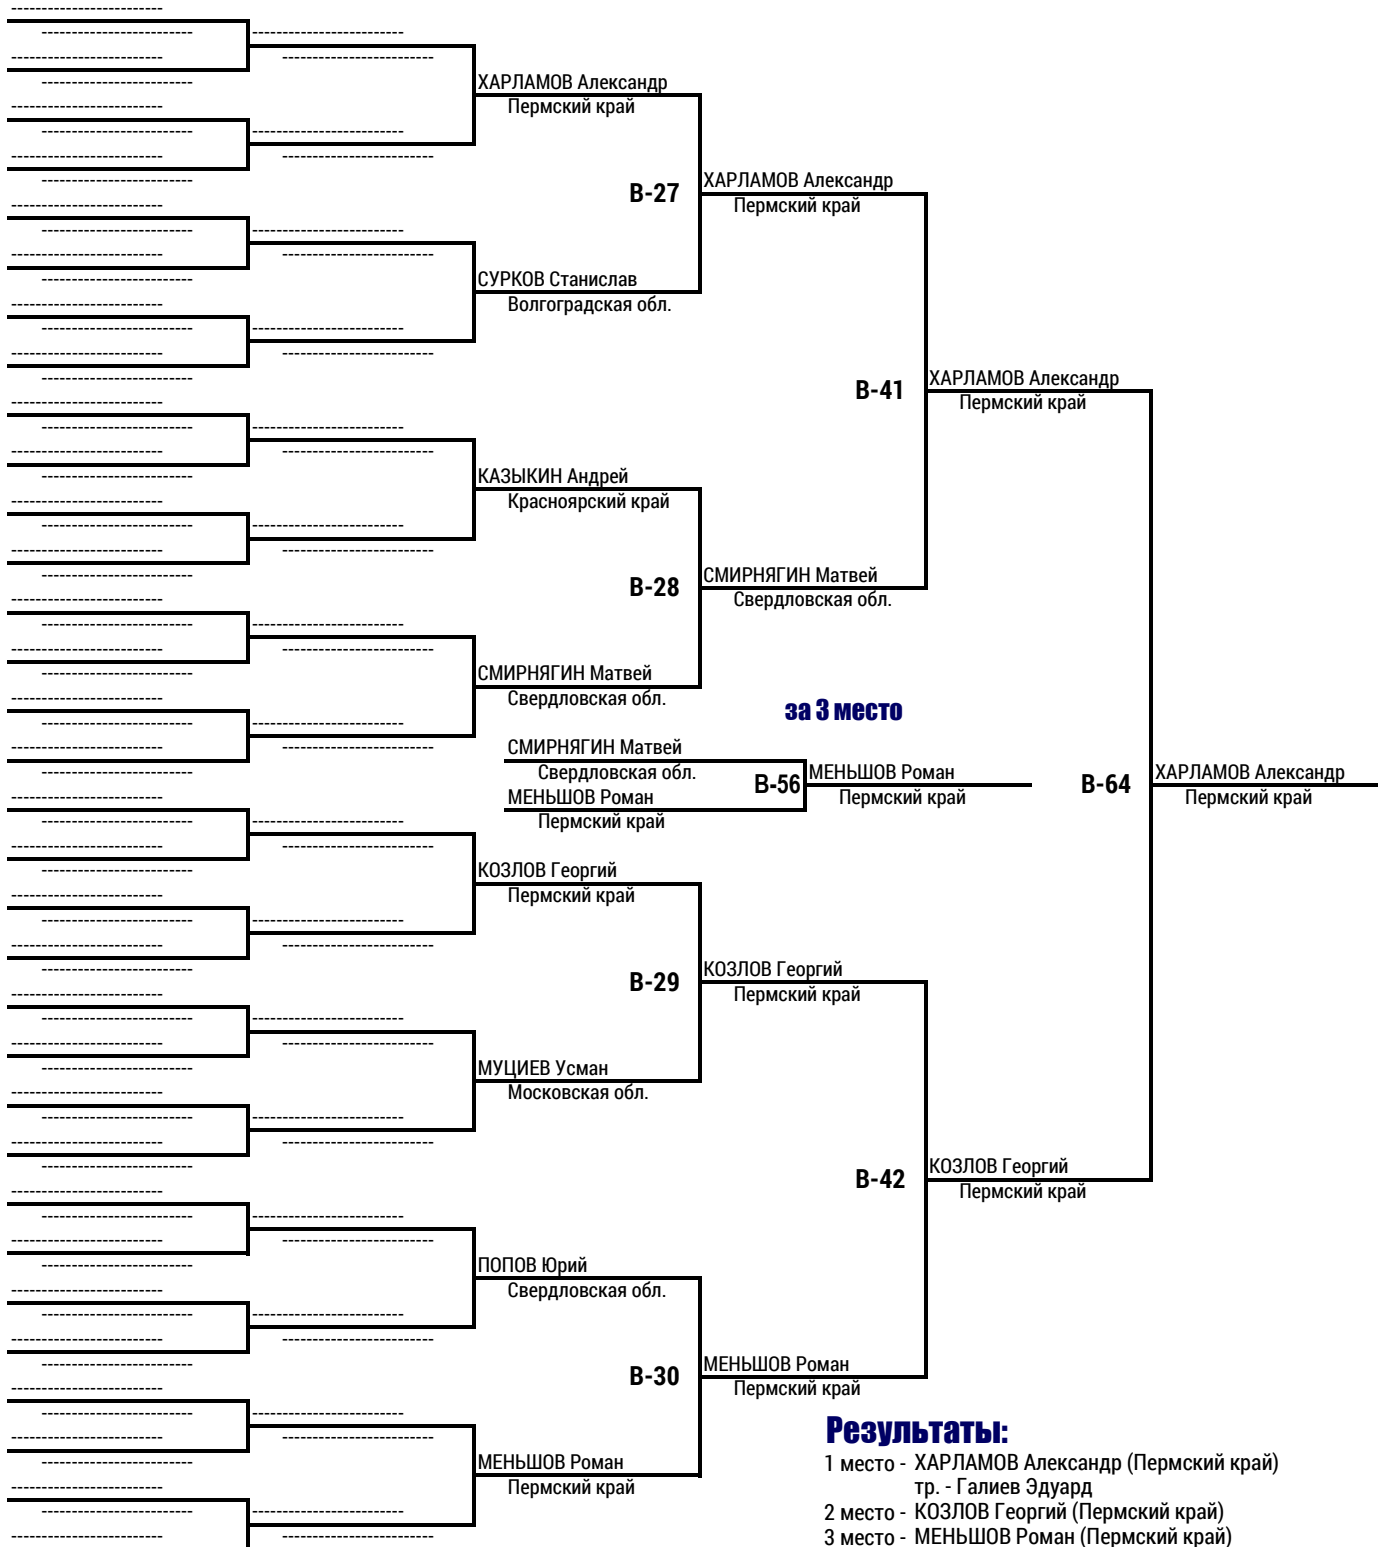 ХАРЛАМОВ Александр
Пермский край
B-27
ХАРЛАМОВ Александр
Пермский край
СУРКОВ Станислав
Волгоградская обл.
B-41
ХАРЛАМОВ Александр
Пермский край
КАЗЫКИН Андрей
Красноярский край
B-28
СМИРНЯГИН Матвей
Свердловская обл.
СМИРНЯГИН Матвей
Свердловская обл.
за 3 место
СМИРНЯГИН Матвей
Свердловская обл.
B-56
МЕНЬШОВ Роман
Пермский край
МЕНЬШОВ Роман
Пермский край
B-64
ХАРЛАМОВ Александр
Пермский край
КОЗЛОВ Георгий
Пермский край
B-29
КОЗЛОВ Георгий
Пермский край
МУЦИЕВ Усман
Московская обл.
B-42
КОЗЛОВ Георгий
Пермский край
ПОПОВ Юрий
Свердловская обл.
B-30
МЕНЬШОВ Роман
Пермский край
МЕНЬШОВ Роман
Пермский край
Результаты:
1 место - ХАРЛАМОВ Александр (Пермский край)
тр. - Галиев Эдуард
2 место - КОЗЛОВ Георгий (Пермский край)
3 место - МЕНЬШОВ Роман (Пермский край)